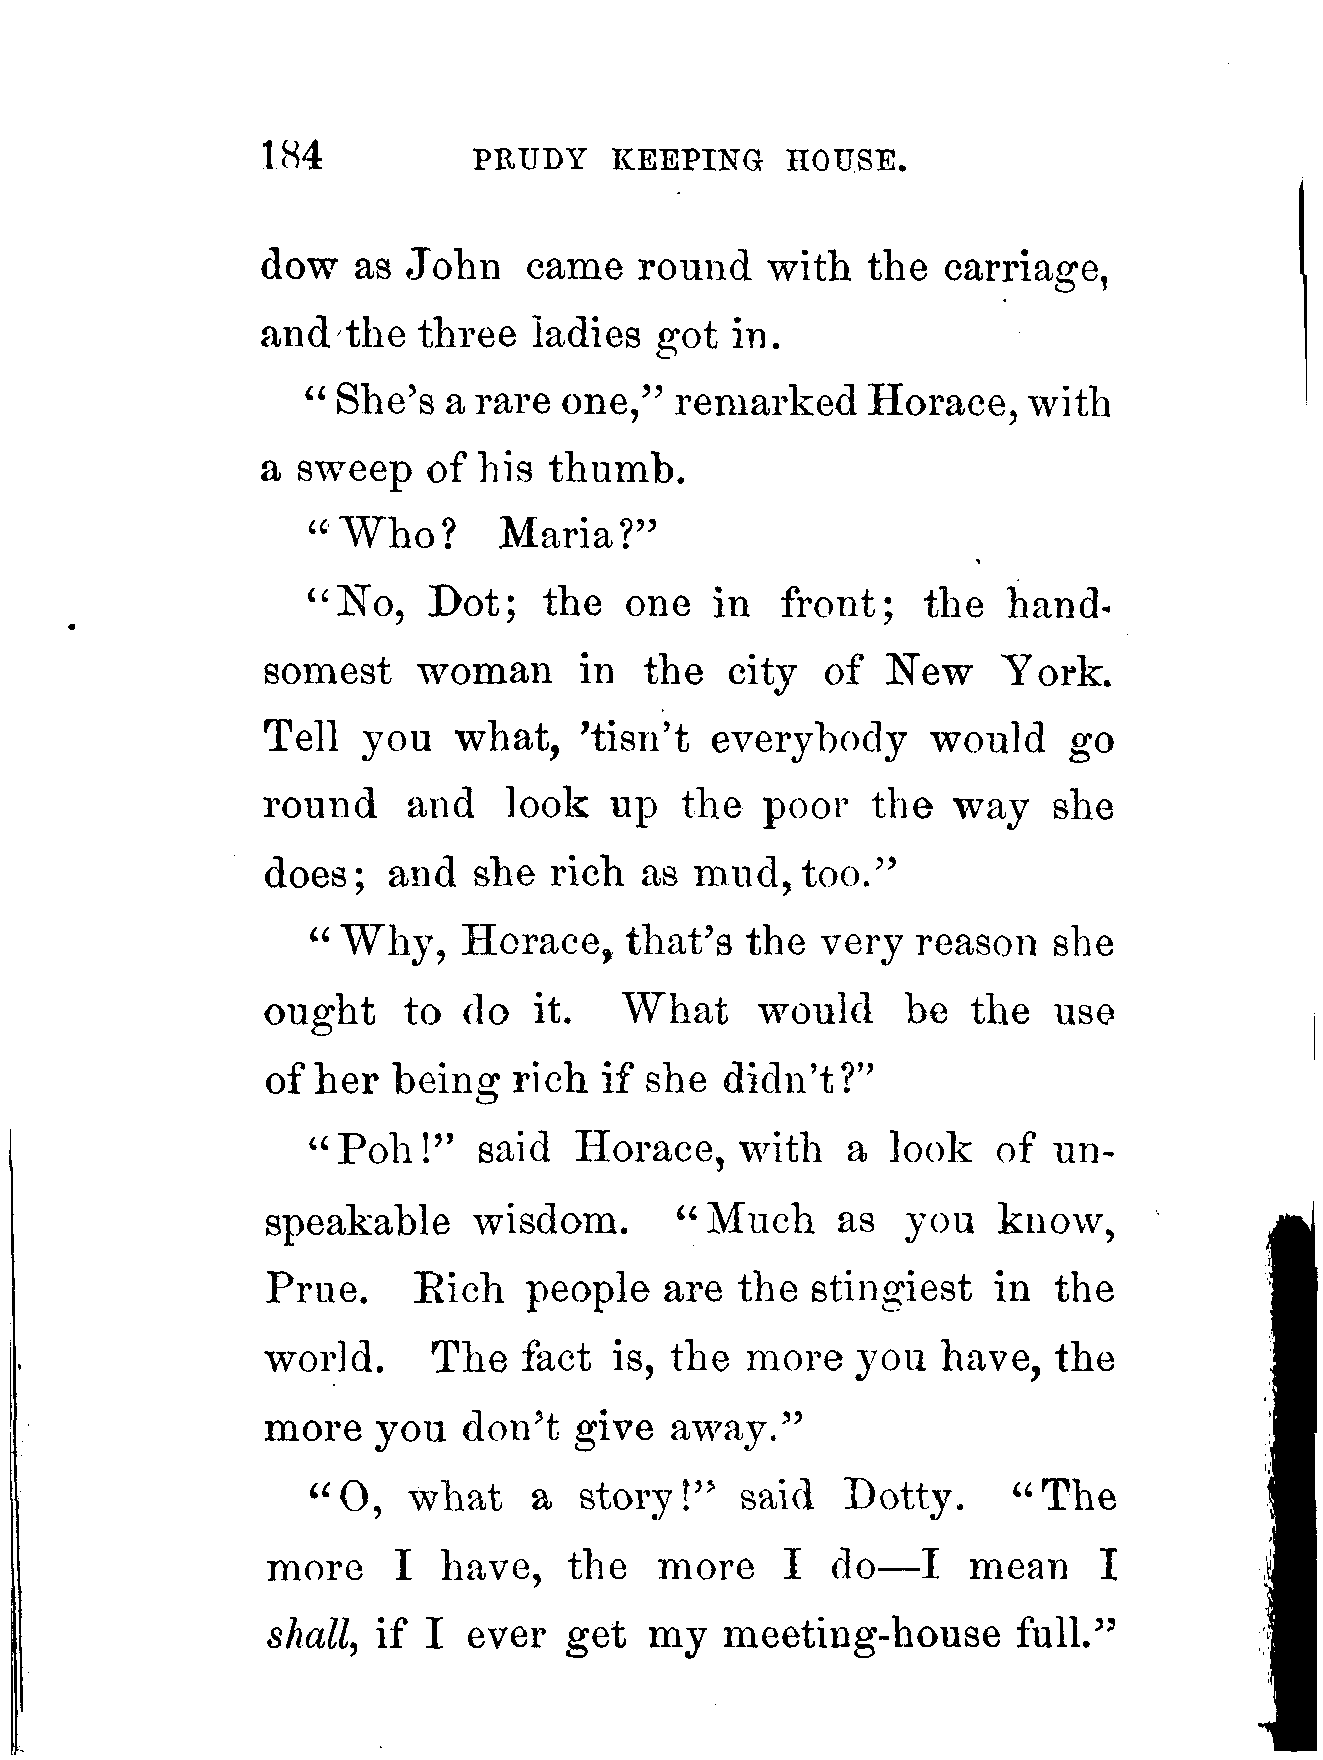 184 PRUDY KEEPING HOUSE.
dow as John came round with the carriage,
and the three ladies got in.
"She's a rare one," remarked Horace, with
a sweep of his thumb.
"Who? Maria?"
"No, Dot; the one in front; the hand-
somest woman in the city of New York.
Tell you what, 'tisn't everybody would go
round and look up the poor the way she
does; and she rich as mud, too."
"Why, Horace, that's the very reason she
ought to do it. What would be the use
of her being rich if she didn't?"
"Poh!" said Horace, with a look of un-
speakable wisdom. "Much as you know,
Prue. Rich people are the stingiest in the
world. The fact is, the more you have, the
more you don't give away."
"O, what a story!" said Dotty. "The
more I have, the more I do—I mean I
shall, if I ever get my meeting-house full."